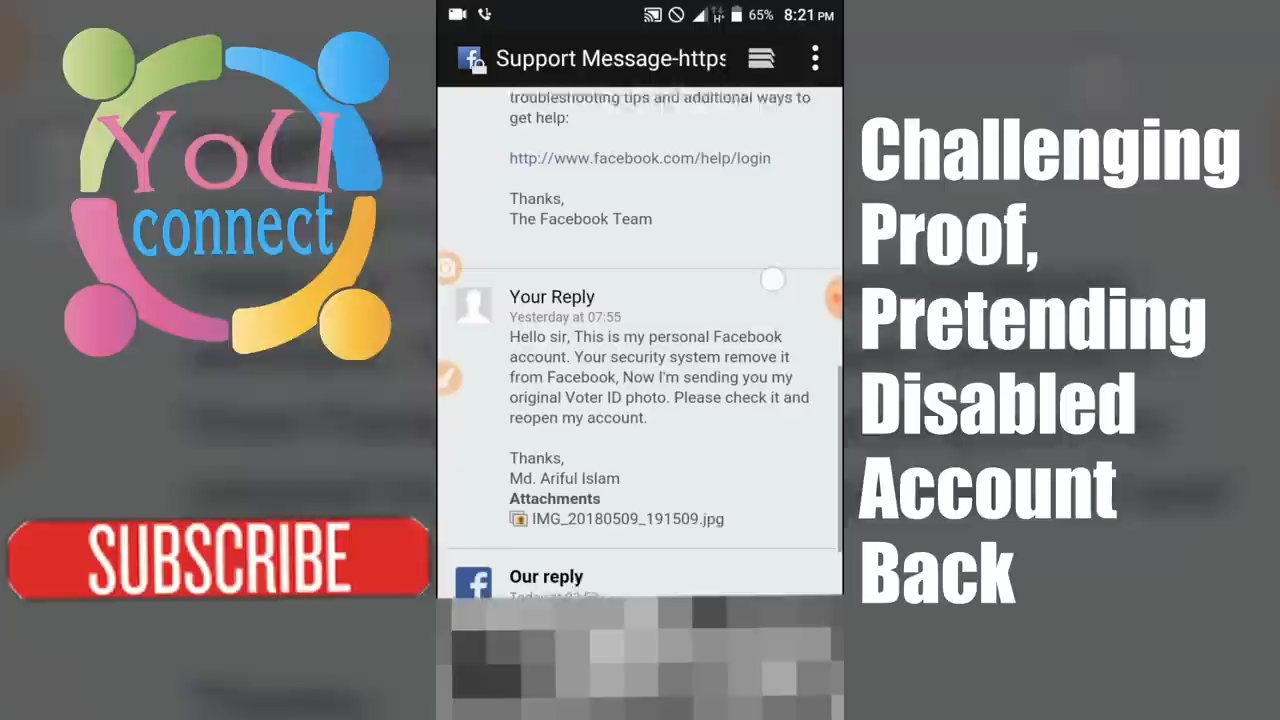 YoU
connect
SUBSCRIBE
65% 8:21 PM
Support Message-https
troubleshooting tips and additional ways to
get help:
http://www.facebook.com/help/login
Thanks,
The Facebook Team
Your Reply
Yesterday at 07:55
Hello sir, This is my personal Facebook
account. Your security system remove it
from Facebook, Now I'm sending you my
original Voter ID photo. Please check it and
reopen my account.
Thanks,
Md. Ariful Islam
Attachments
IMG_20180509_191509.jpg
Our reply
Challenging
Proof,
Pretending
Disabled
Account
Back